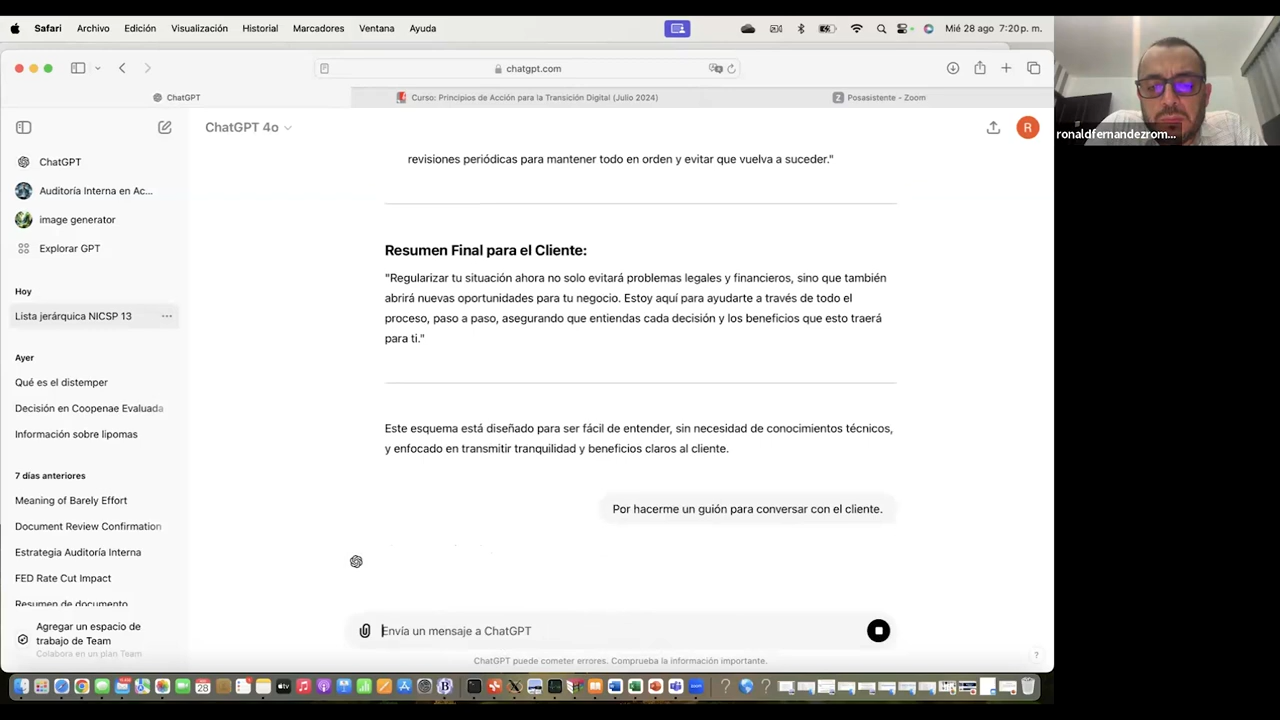 Safari Archivo Edición Visualización Historial Marcadores Ventana Ayuda Mié 28 ago 7:20 p. m.
chatgpt.com
ChatGPT Curso: Principios de Acción para la Transición Digital (Julio 2024) Z Posasistente - Zoom
ChatGPT 4o R
ronaldfernandezrom...
ChatGPT
Auditoría Interna en Ac...
image generator
Explorar GPT
Hoy
Lista jerárquica NICSP 13 ...
Ayer
Qué es el distemper
Decisión en Coopenae Evaluada
Información sobre lipomas
7 días anteriores
Meaning of Barely Effort
Document Review Confirmation
Estrategia Auditoría Interna
FED Rate Cut Impact
Resumen de documento
Agregar un espacio de
trabajo de Team
Colabora en un plan Team
revisiones periódicas para mantener todo en orden y evitar que vuelva a suceder."
Resumen Final para el Cliente:
"Regularizar tu situación ahora no solo evitará problemas legales y financieros, sino que también
abrirá nuevas oportunidades para tu negocio. Estoy aquí para ayudarte a través de todo el
proceso, paso a paso, asegurando que entiendas cada decisión y los beneficios que esto traerá
para ti."
Este esquema está diseñado para ser fácil de entender, sin necesidad de conocimientos técnicos,
y enfocado en transmitir tranquilidad y beneficios claros al cliente.
Por hacerme un guión para conversar con el cliente.
Envía un mensaje a ChatGPT
ChatGPT puede cometer errores. Comprueba la información importante.
?